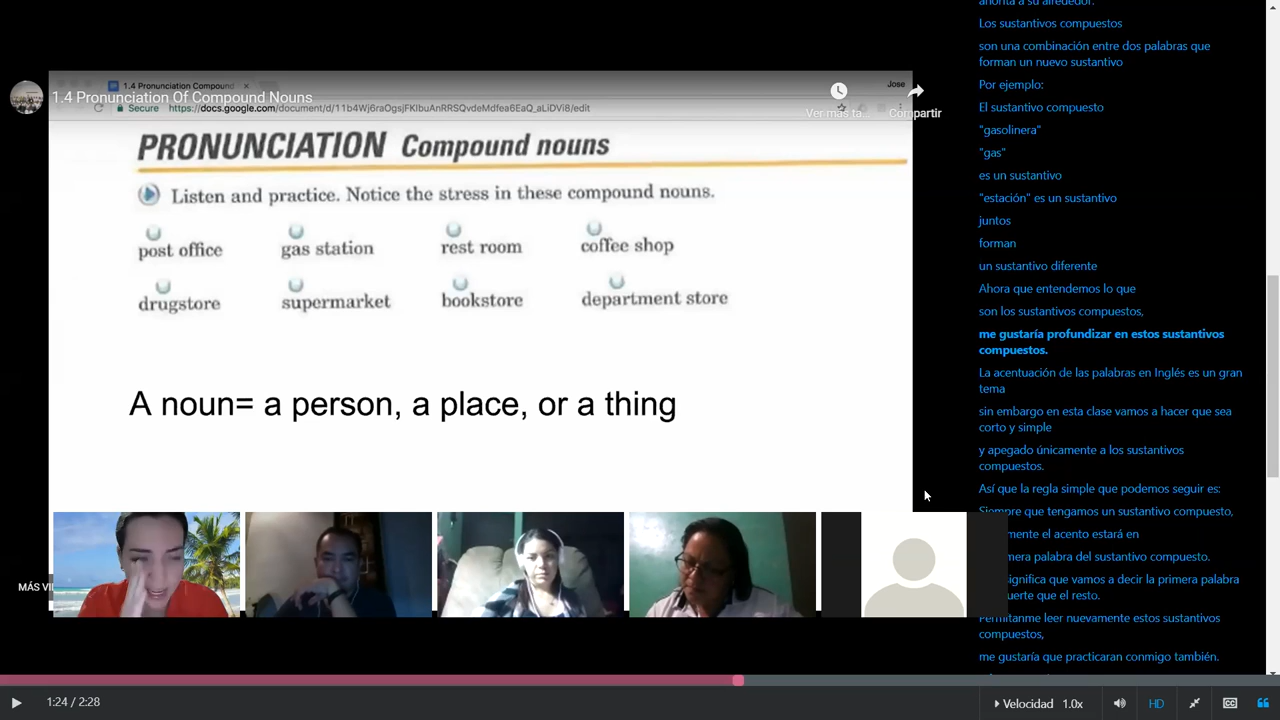 1.4 Pronunciation Compound
Jose
1.4 Pronunciation Of Compound Nouns
Secure https://docs.google.com/document/d/11b4Wj6raOgsjFKIbuAnRRSQvdeMdfea6EaQ_aLiDVi8/edit
Ver más ta...
Compartir
PRONUNCIATION Compound nouns
Listen and practice. Notice the stress in these compound nouns.
post office gas station rest room coffee shop
drugstore supermarket bookstore department store
A noun= a person, a place, or a thing
MÁS VI
1:24 / 2:28
Velocidad 1.0x
HD
ahorita a su alrededor.
Los sustantivos compuestos
son una combinación entre dos palabras que
forman un nuevo sustantivo
Por ejemplo:
El sustantivo compuesto
"gasolinera"
"gas"
es un sustantivo
"estación" es un sustantivo
juntos
forman
un sustantivo diferente
Ahora que entendemos lo que
son los sustantivos compuestos,
me gustaría profundizar en estos sustantivos
compuestos.
La acentuación de las palabras en Inglés es un gran
tema
sin embargo en esta clase vamos a hacer que sea
corto y simple
y apegado únicamente a los sustantivos
compuestos.
Así que la regla simple que podemos seguir es:
Siempre que tengamos un sustantivo compuesto,
mente el acento estará en
mera palabra del sustantivo compuesto.
significa que vamos a decir la primera palabra
uerte que el resto.
Permítanme leer nuevamente estos sustantivos
compuestos,
me gustaría que practicaran conmigo también.